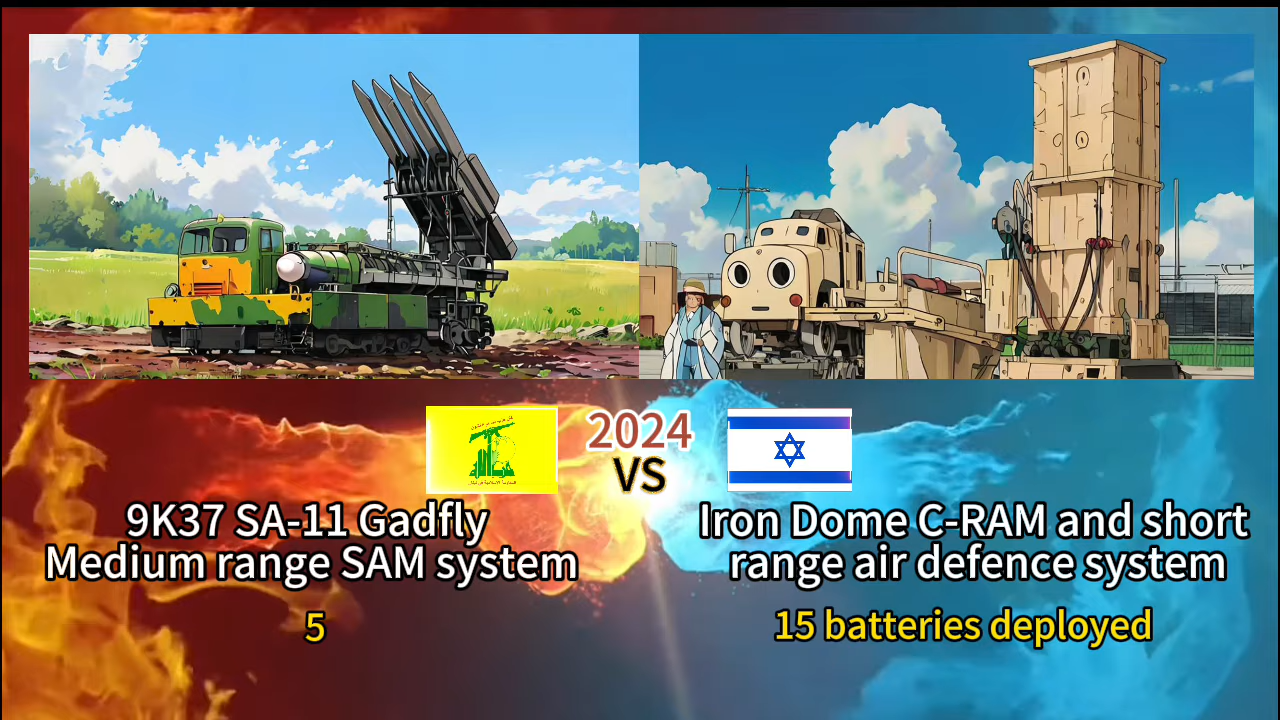 2024
VS
9K37 SA-11 Gadfly
Medium range SAM system
5
Iron Dome C-RAM and short
range air defence system
15 batteries deployed